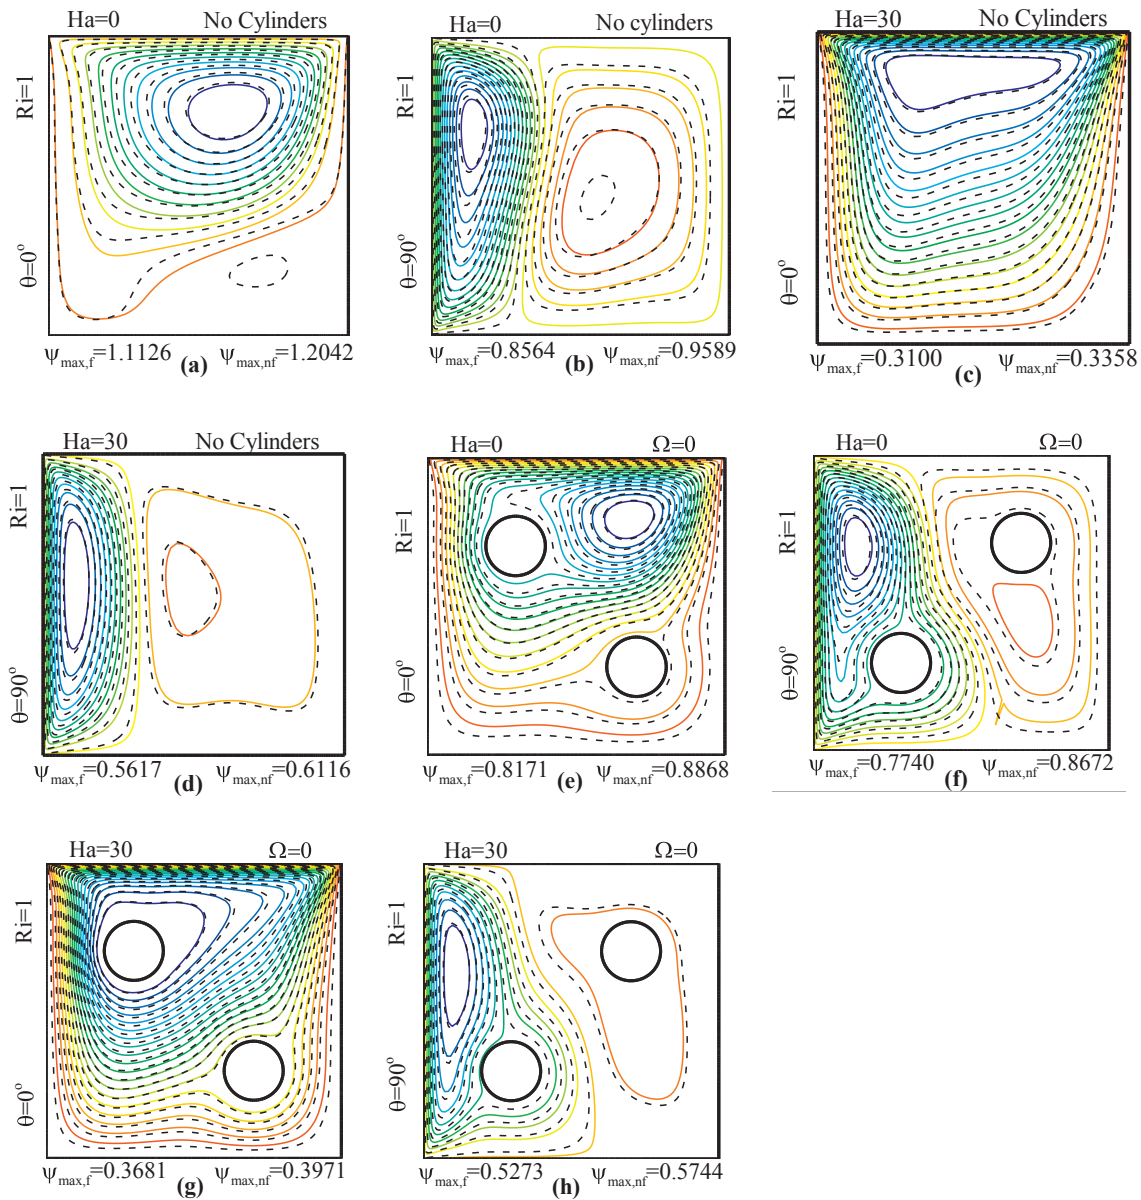 Ha=0 No Cylinders
Ri=1
θ=0°
ψmax,f=1.1126 ψmax,nf=1.2042
(a)
Ha=0 No cylinders
Ri=1
θ=90°
ψmax,f=0.8564 ψmax,nf=0.9589
(b)
Ha=30 No Cylinders
Ri=1
θ=0°
ψmax,f=0.3100 ψmax,nf=0.3358
(c)
Ha=30 No Cylinders
Ri=1
θ=90°
ψmax,f=0.5617 ψmax,nf=0.6116
(d)
Ha=0 Ω=0
Ri=1
θ=0°
ψmax,f=0.8171 ψmax,nf=0.8868
(e)
Ha=0 Ω=0
Ri=1
θ=90°
ψmax,f=0.7740 ψmax,nf=0.8672
(f)
Ha=30 Ω=0
Ri=1
θ=0°
ψmax,f=0.3681 ψmax,nf=0.3971
(g)
Ha=30 Ω=0
Ri=1
θ=90°
ψmax,f=0.5273 ψmax,nf=0.5744
(h)